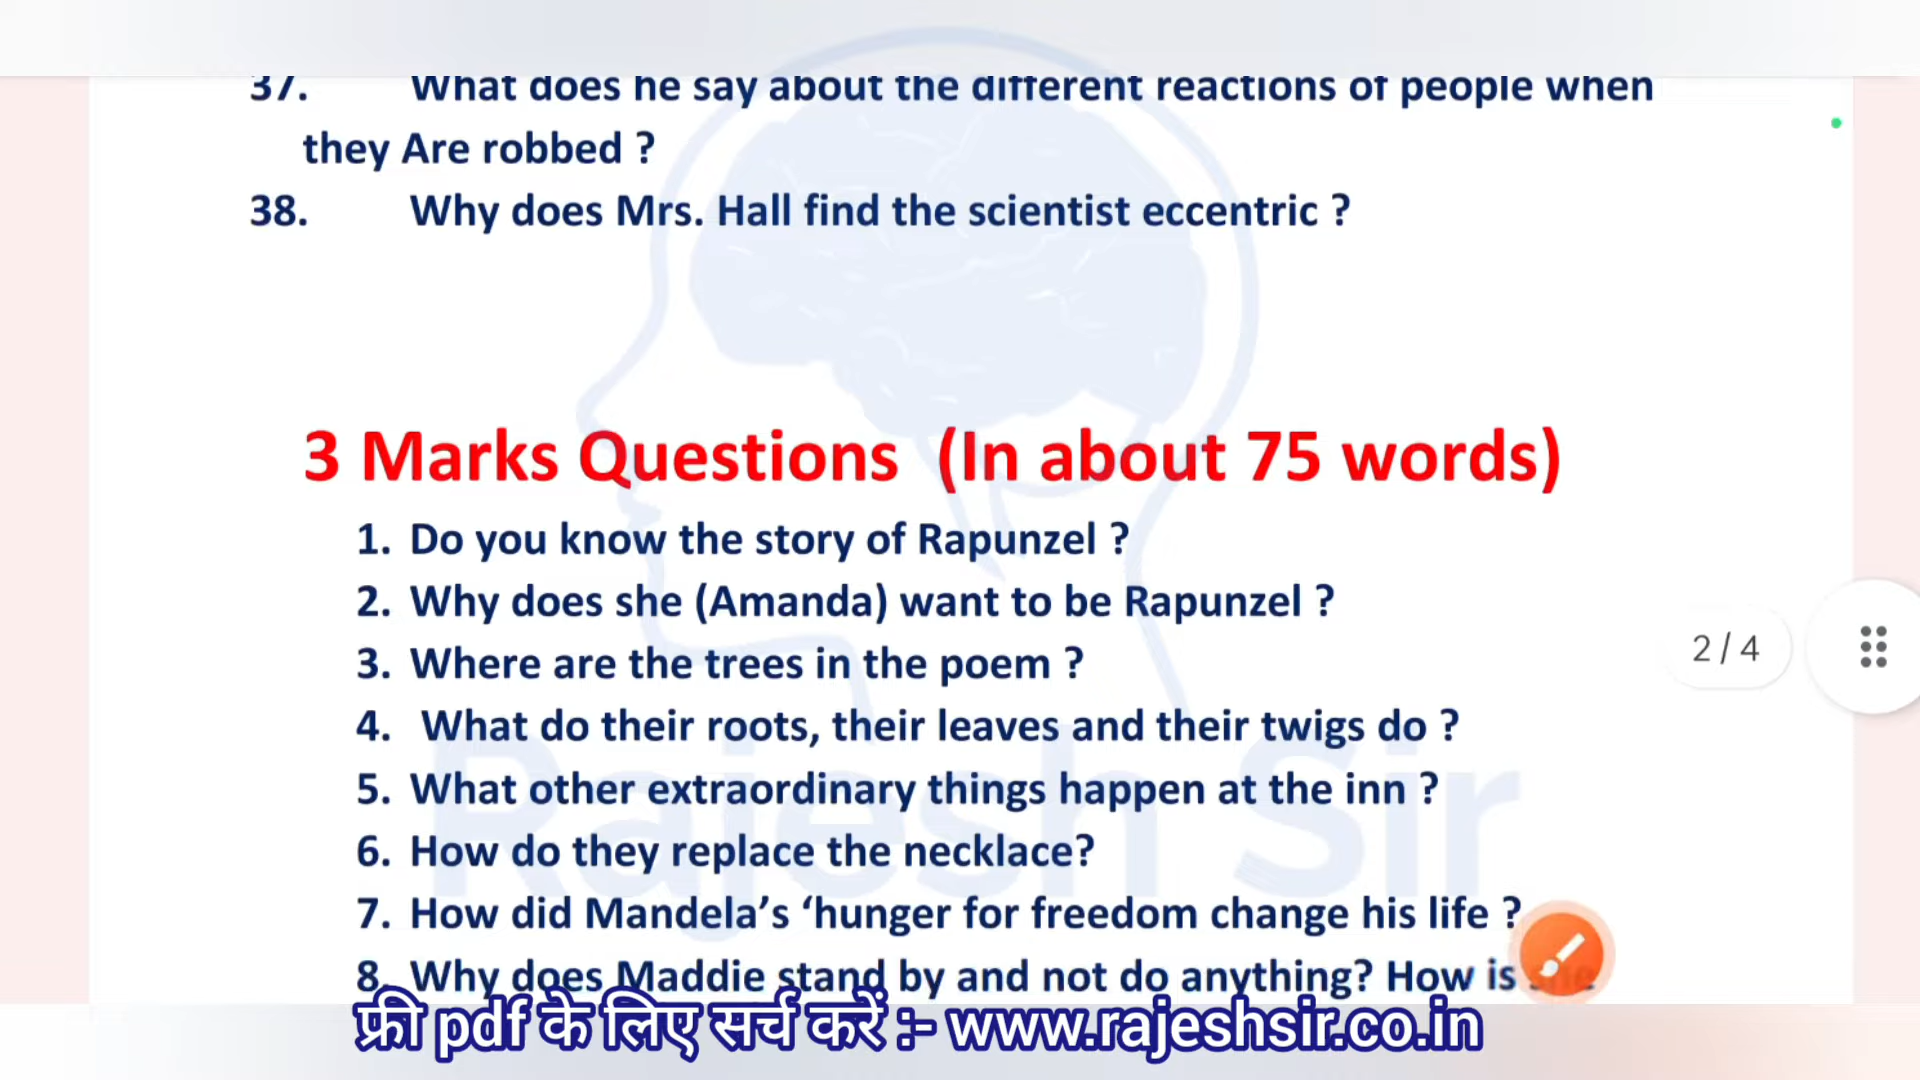 37. What does he say about the different reactions of people when
they Are robbed ?
38. Why does Mrs. Hall find the scientist eccentric ?
3 Marks Questions (In about 75 words)
1. Do you know the story of Rapunzel ?
2. Why does she (Amanda) want to be Rapunzel ?
3. Where are the trees in the poem ?
4. What do their roots, their leaves and their twigs do ?
2 / 4
5. What other extraordinary things happen at the inn ?
6. How do they replace the necklace?
7. How did Mandela's ‘hunger for freedom change his life ?
8. Why does Maddie stand by and not do anything? How is she
Rajesh Sir
फ्री pdf के लिए सर्च करें :- www.rajeshsir.co.in